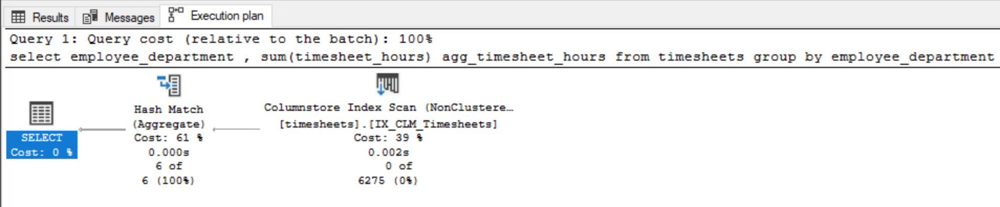 Results Messages Execution plan
Query 1: Query cost (relative to the batch): 100%
select employee_department , sum(timesheet_hours) agg_timesheet_hours from timesheets group by employee_department
SELECT
Cost: 0 %
Hash Match
(Aggregate)
Cost: 61 %
0.000s
6 of
6 (100%)
Columnstore Index Scan (NonClustere…
[timesheets].[IX_CLM_Timesheets]
Cost: 39 %
0.002s
0 of
6275 (0%)